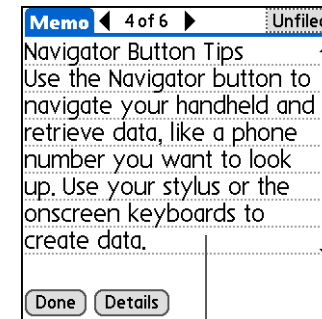 Memo 4 of 6 Unfiled
Navigator Button Tips
Use the Navigator button to
navigate your handheld and
retrieve data, like a phone
number you want to look
up. Use your stylus or the
onscreen keyboards to
create data.
Done Details